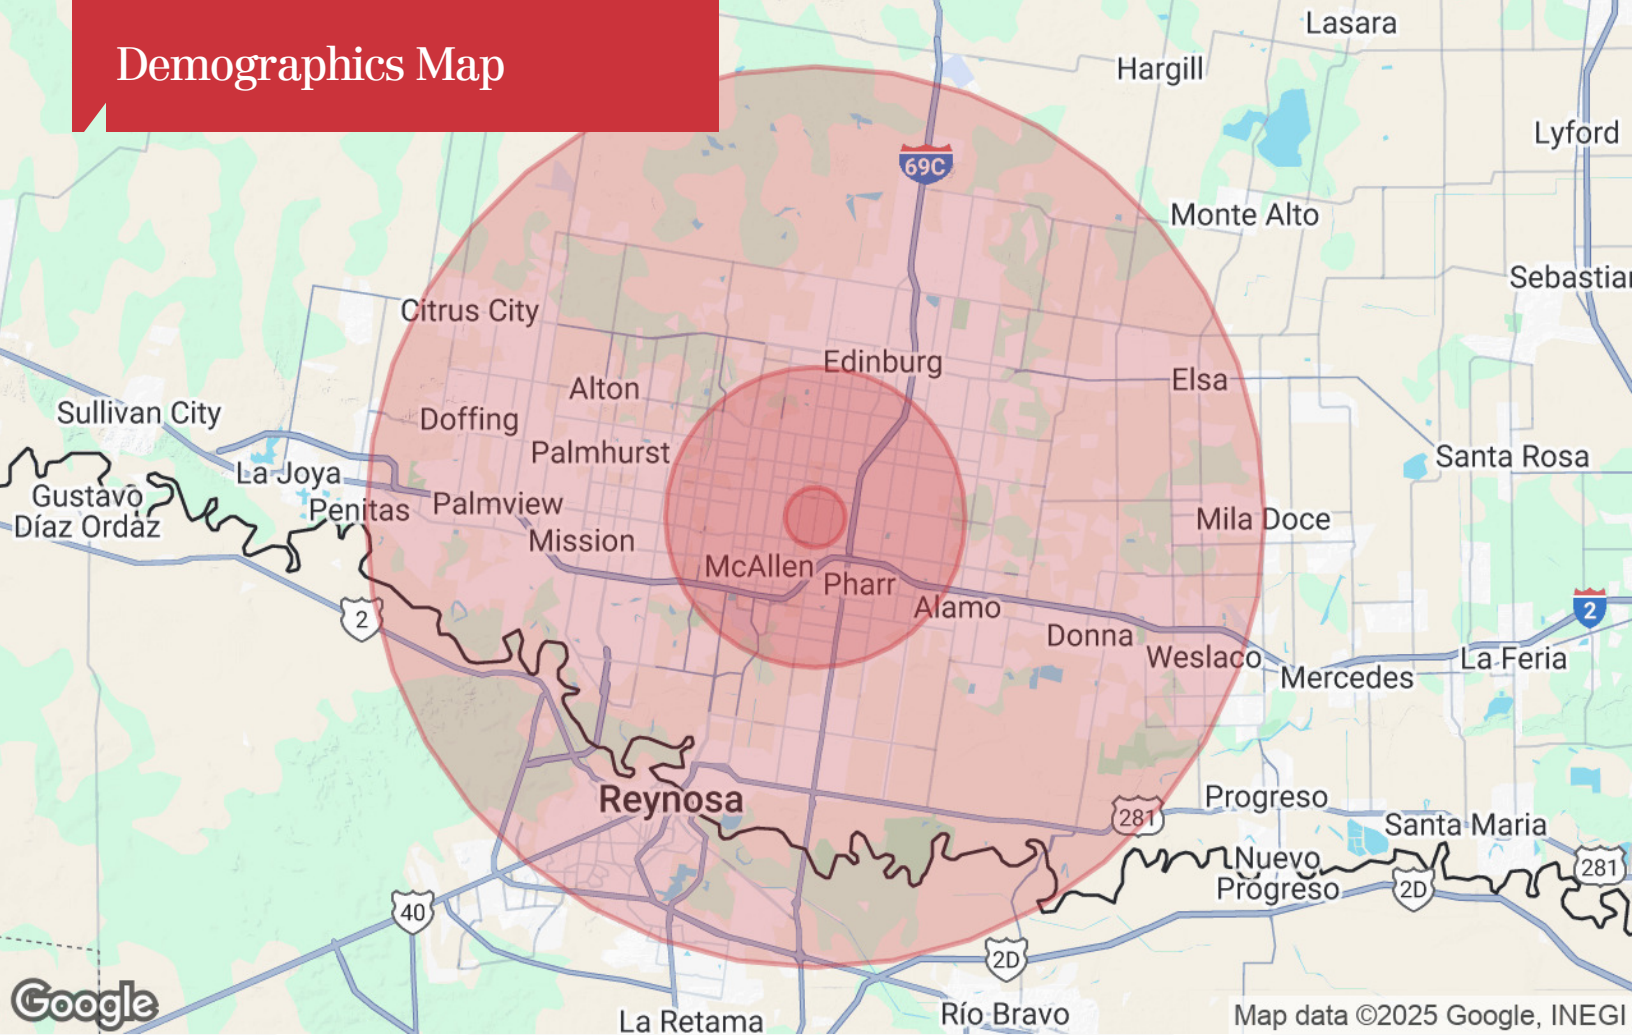 Demographics Map
Lasara
Hargill
Lyford
69C
Monte Alto
Sebastian
Citrus City
Edinburg
Elsa
Alton
Doffing
Sullivan City
Palmhurst
Santa Rosa
La Joya
Gustavo
Díaz Ordaz
Penitas
Palmview
Mila Doce
Mission
McAllen
Pharr
Alamo
2
2
Donna
Weslaco
La Feria
Mercedes
Reynosa
Progreso
281
Santa Maria
Nuevo
Progreso
281
2D
40
2D
Google
La Retama
Río Bravo
Map data ©2025 Google, INEGI